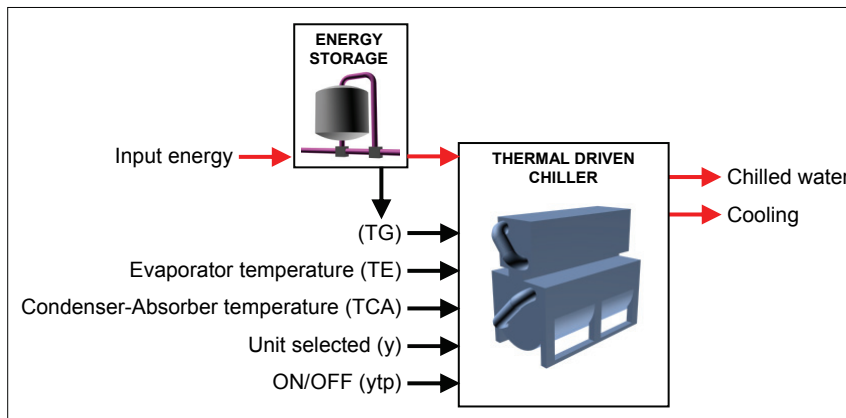 ENERGY
STORAGE
Input energy
THERMAL DRIVEN
CHILLER
Chilled water
Cooling
(TG)
Evaporator temperature (TE)
Condenser-Absorber temperature (TCA)
Unit selected (y)
ON/OFF (ytp)